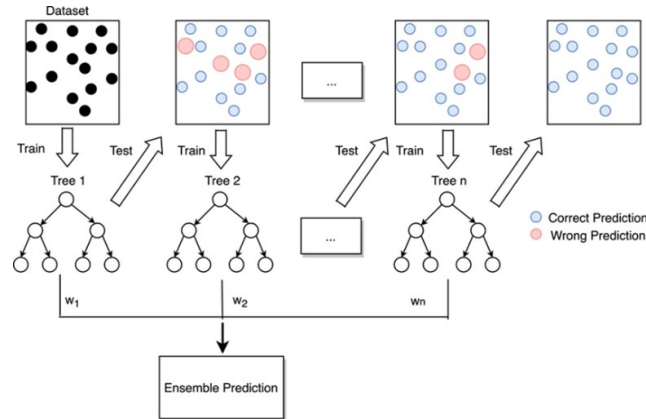 Dataset
...
Train
Test
Train
Test
Train
Test
Tree 1
Tree 2
Tree n
Correct Prediction
Wrong Prediction
...
w1
w2
wn
Ensemble Prediction